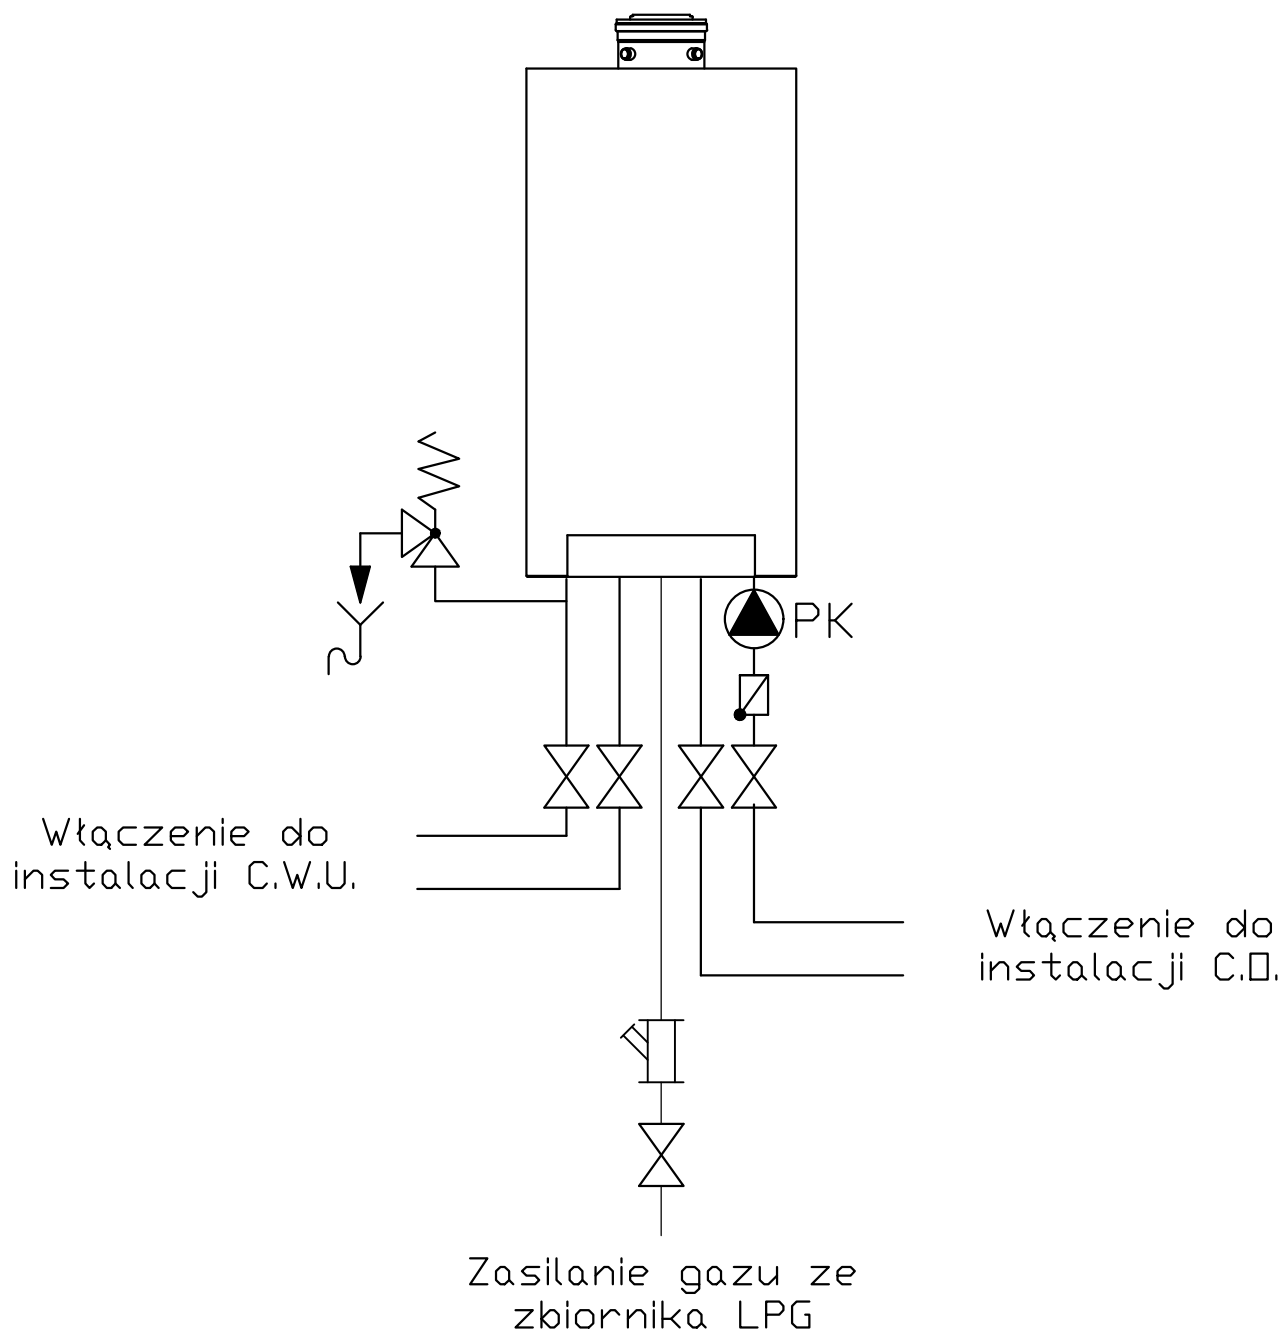 PK
Włączenie do
instalacji C.W.U.
Włączenie do
instalacji C.O.
Zasilanie gazu ze
zbiornika LPG